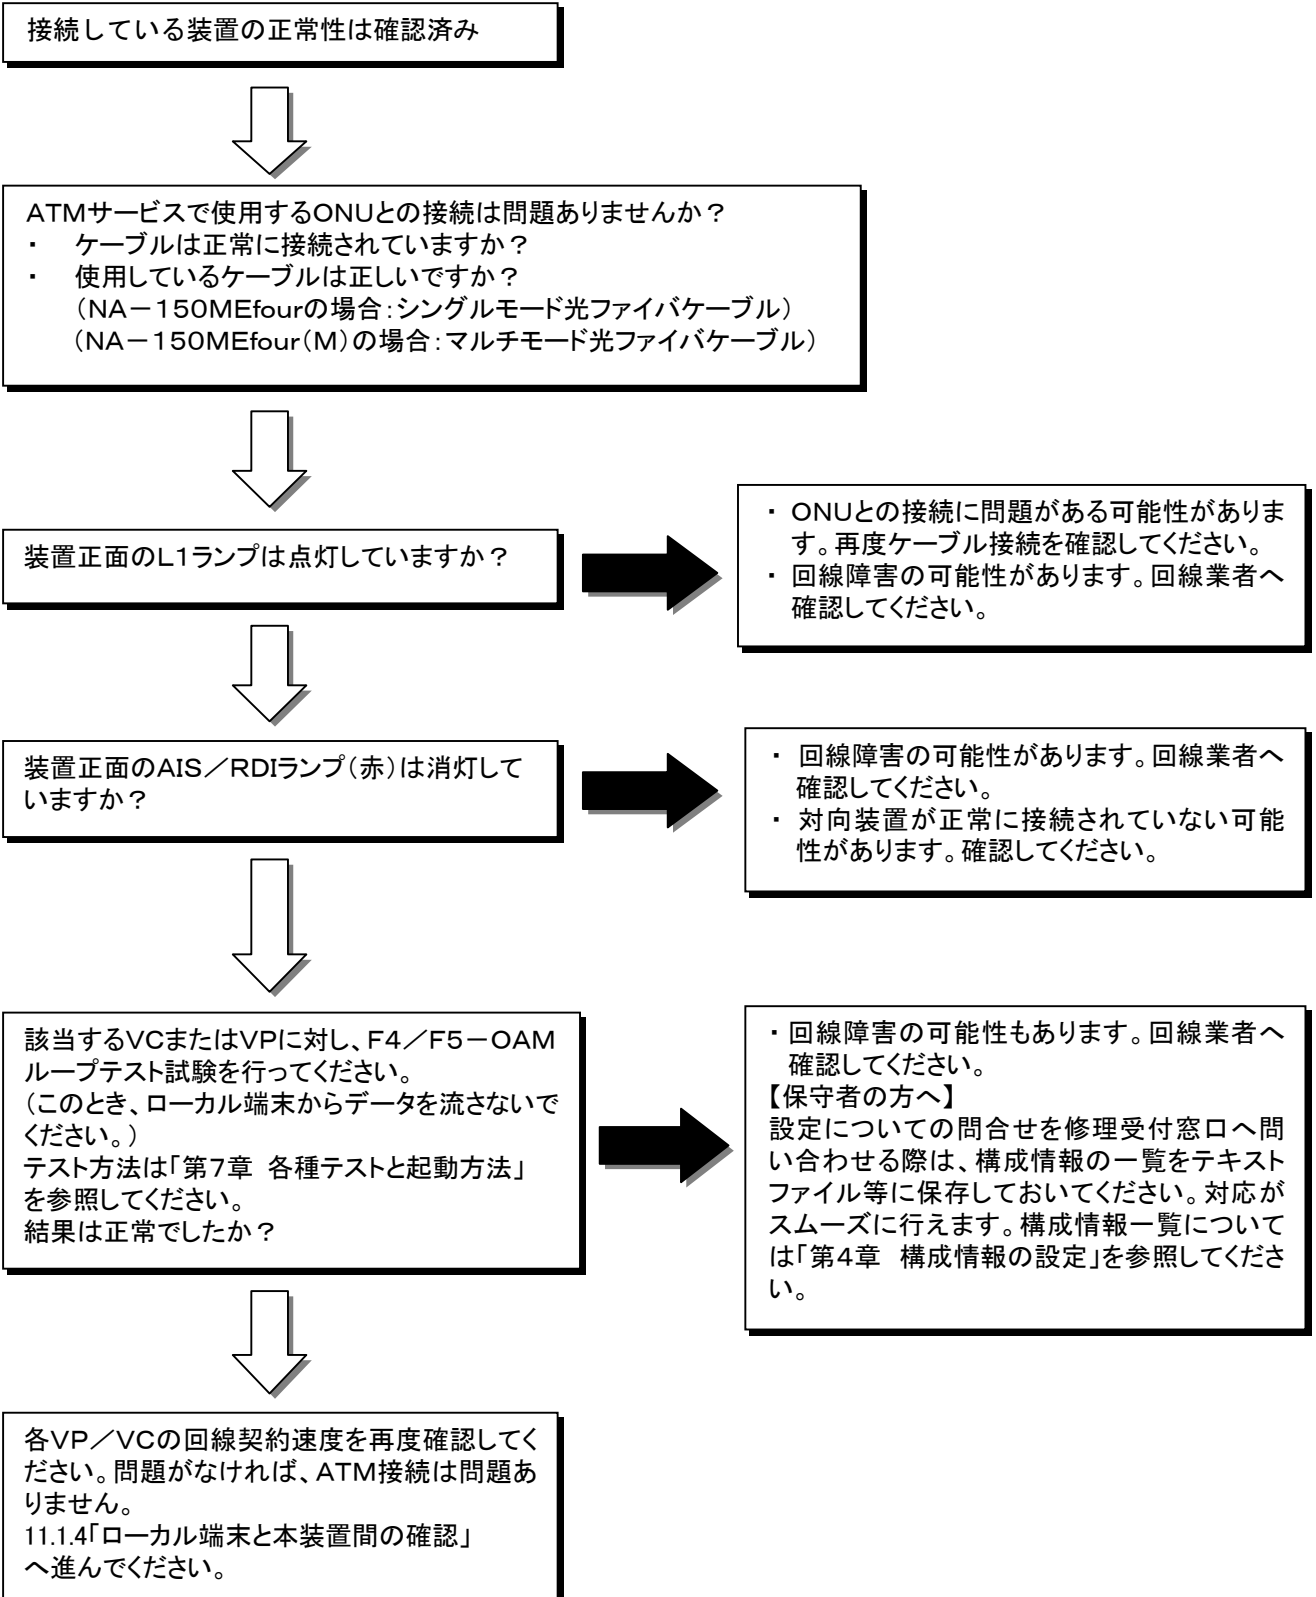 接続している装置の正常性は確認済み
ATMサービスで使用するONUとの接続は問題ありませんか？
・　ケーブルは正常に接続されていますか？
・　使用しているケーブルは正しいですか？
（NA－150MEfourの場合：シングルモード光ファイバケーブル）
（NA－150MEfour（M）の場合：マルチモード光ファイバケーブル）
装置正面のL1ランプは点灯していますか？
・ ONUとの接続に問題がある可能性がありま
す。再度ケーブル接続を確認してください。
・ 回線障害の可能性があります。回線業者へ
確認してください。
装置正面のAIS／RDIランプ（赤）は消灯して
いますか？
・ 回線障害の可能性があります。回線業者へ
確認してください。
・ 対向装置が正常に接続されていない可能
性があります。確認してください。
該当するVCまたはVPに対し、F4／F5－OAM
ループテスト試験を行ってください。
（このとき、ローカル端末からデータを流さないで
ください。）
テスト方法は「第7章 各種テストと起動方法」
を参照してください。
結果は正常でしたか？
・回線障害の可能性もあります。回線業者へ
確認してください。
【保守者の方へ】
設定についての問合せを修理受付窓口へ問
い合わせる際は、構成情報の一覧をテキスト
ファイル等に保存しておいてください。対応が
スムーズに行えます。構成情報一覧について
は「第4章　構成情報の設定」を参照してくださ
い。
各VP／VCの回線契約速度を再度確認してく
ださい。問題がなければ、ATM接続は問題あ
りません。
11.1.4「ローカル端末と本装置間の確認」
へ進んでください。